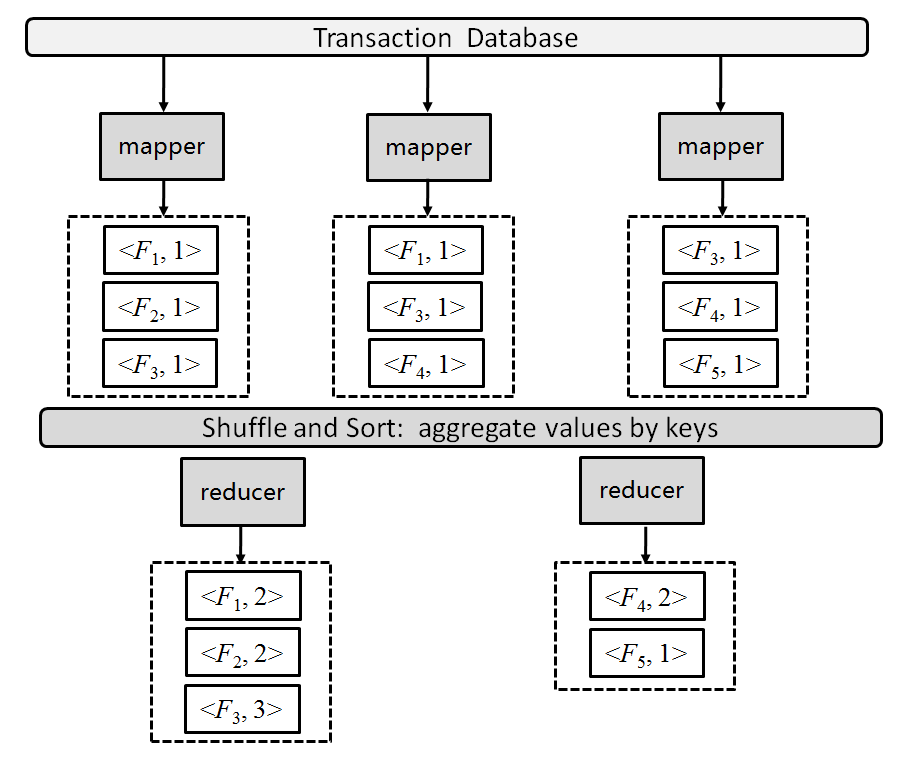 Transaction Database
mapper mapper mapper
<F₁, 1> <F₁, 1> <F₃, 1>
<F₂, 1> <F₃, 1> <F₄, 1>
<F₃, 1> <F₄, 1> <F₅, 1>
Shuffle and Sort: aggregate values by keys
reducer reducer
<F₁, 2> <F₄, 2>
<F₂, 2> <F₅, 1>
<F₃, 3>